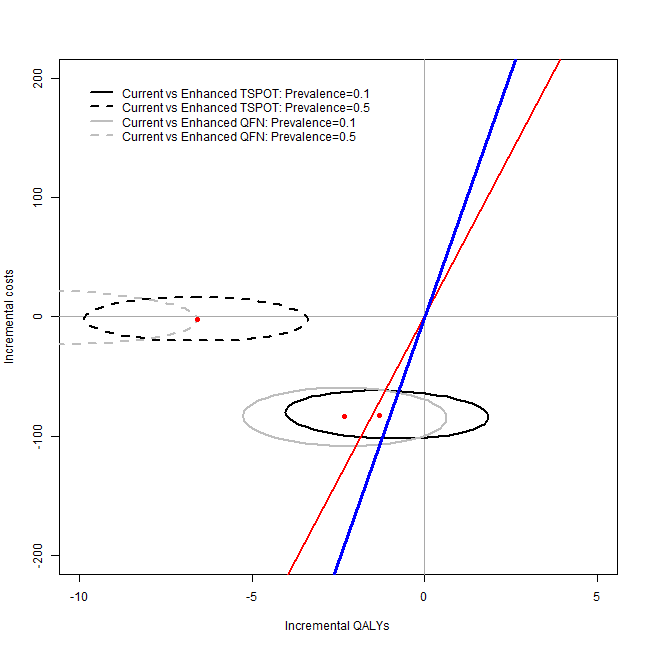 Current vs Enhanced TSPOT: Prevalence=0.1
Current vs Enhanced TSPOT: Prevalence=0.5
Current vs Enhanced QFN: Prevalence=0.1
Current vs Enhanced QFN: Prevalence=0.5
Incremental costs
200
100
0
-100
-200
-10
-5
0
5
Incremental QALYs